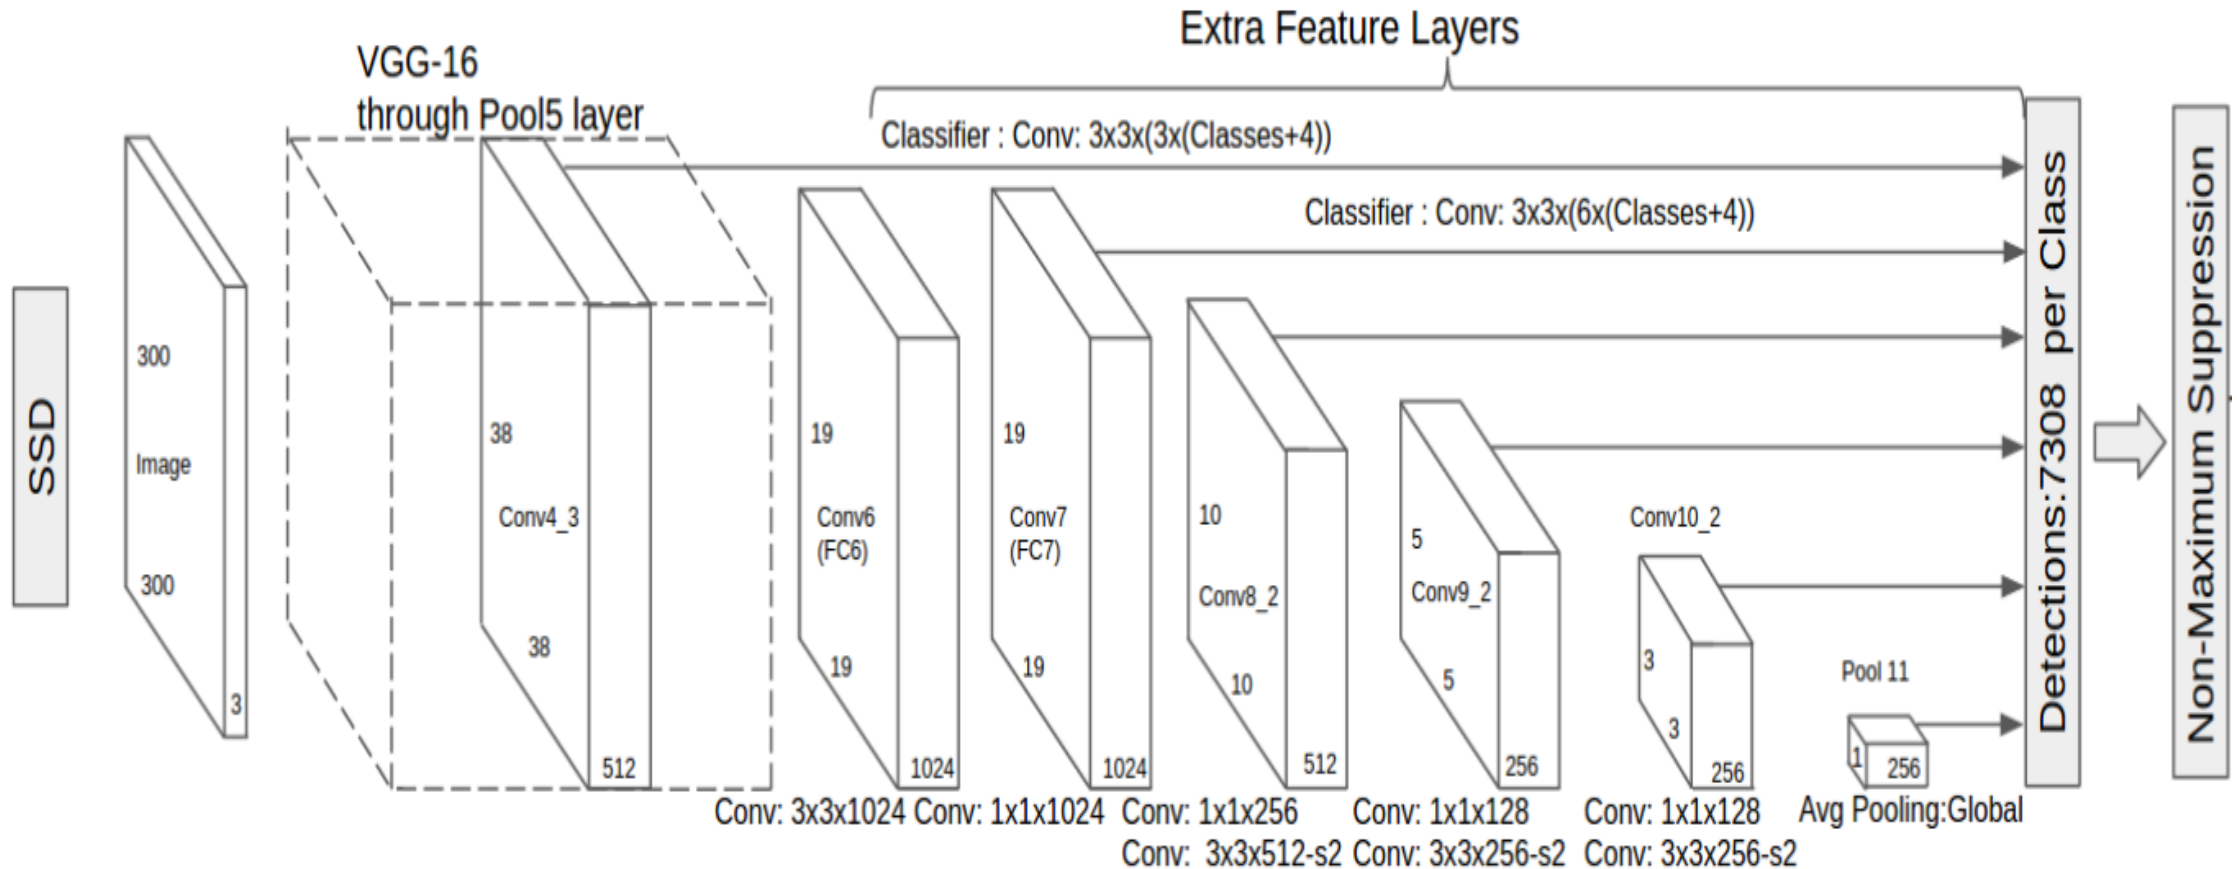 Extra Feature Layers
VGG-16
through Pool5 layer
Classifier : Conv: 3x3x(3x(Classes+4))
Classifier : Conv: 3x3x(6x(Classes+4))
SSD
300
Image
300
3
38
Conv4_3
38
512
19
Conv6
(FC6)
19
1024
19
Conv7
(FC7)
19
1024
10
Conv8_2
10
512
5
Conv9_2
5
256
Conv10_2
3
3
256
Pool 11
1
256
Detections:7308 per Class
Non-Maximum Suppression
Conv: 3x3x1024
Conv: 1x1x1024
Conv: 1x1x256
Conv: 3x3x512-s2
Conv: 1x1x128
Conv: 3x3x256-s2
Conv: 1x1x128
Conv: 3x3x256-s2
Avg Pooling:Global